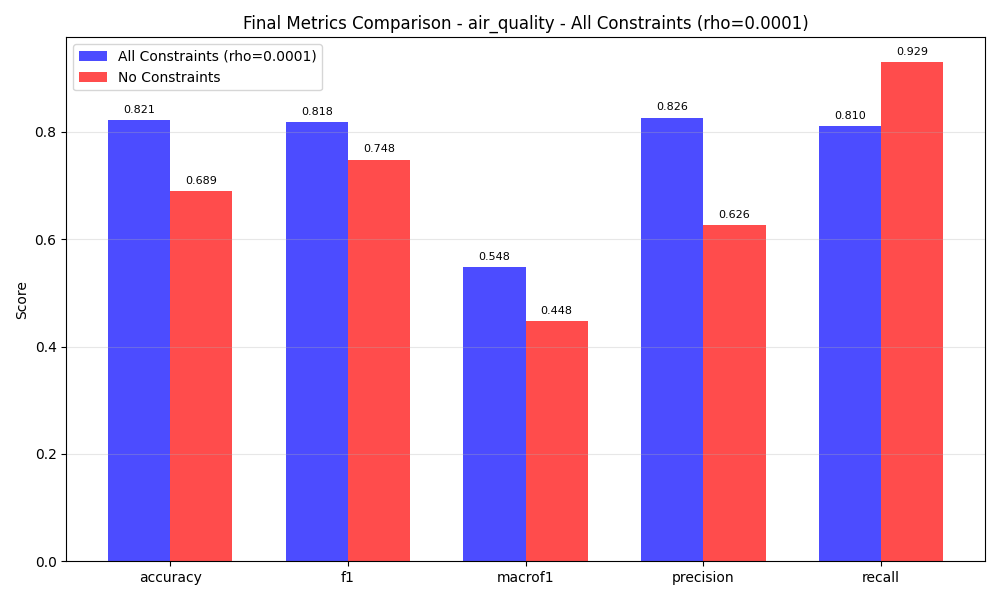 Final Metrics Comparison - air_quality - All Constraints (rho=0.0001)
All Constraints (rho=0.0001)
No Constraints
Score
0.8
0.6
0.4
0.2
0.0
0.821
0.689
0.818
0.748
0.548
0.448
0.826
0.626
0.810
0.929
accuracy
f1
macrof1
precision
recall